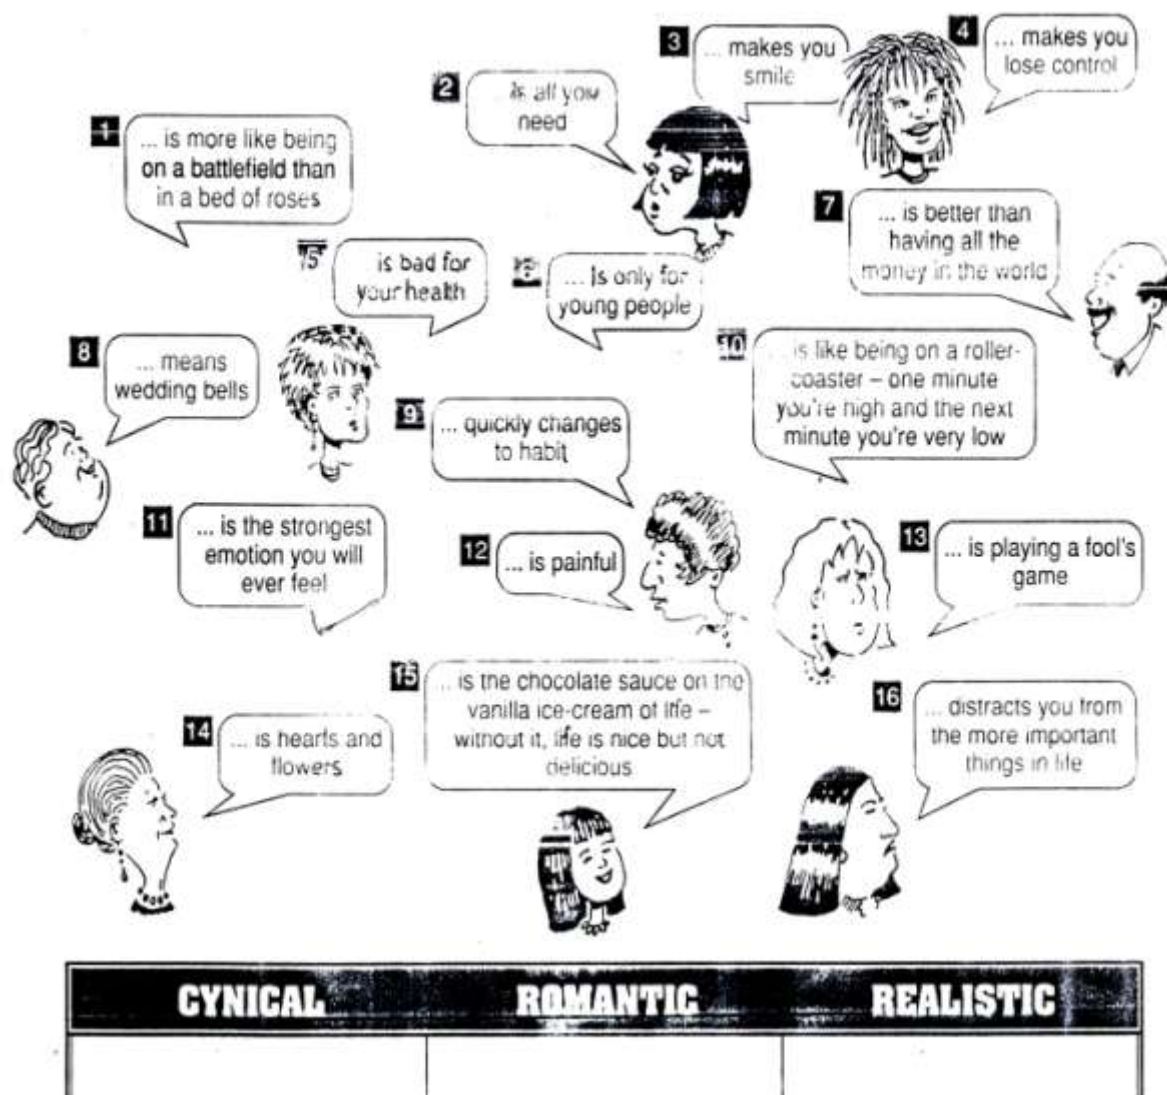 1
... is more like being
on a battlefield than
in a bed of roses
2
... is all you
need
3
... makes you
smile
4
... makes you
lose control
5
... is bad for
your health
6
... is only for
young people
7
... is better than
having all the
money in the world
8
... means
wedding bells
9
... quickly changes
to habit
10
... is like being on a roller-
coaster – one minute
you're high and the next
minute you're very low
11
... is the strongest
emotion you will
ever feel
12
... is painful
13
... is playing a fool's
game
14
... is hearts and
flowers
15
... is the chocolate sauce on the
vanilla ice-cream of life –
without it, life is nice but not
delicious
16
... distracts you from
the more important
things in life
CYNICAL
ROMANTIC
REALISTIC